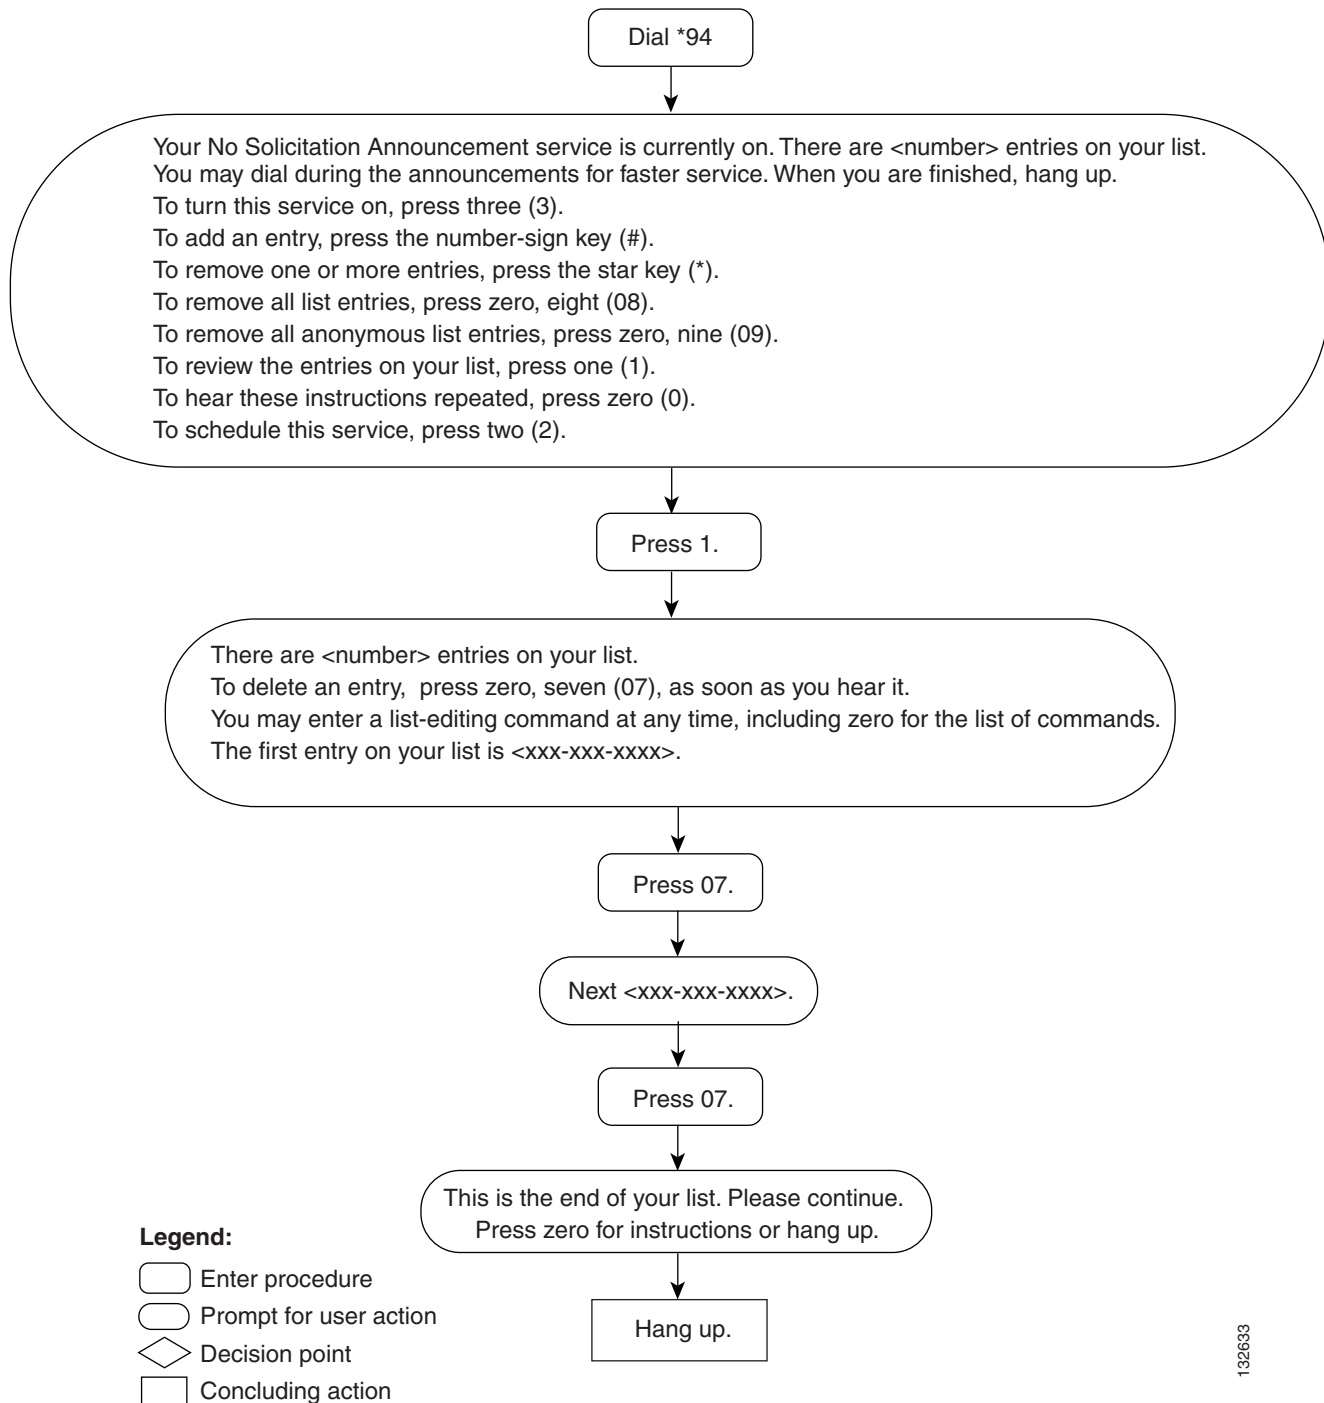 Dial *94
Your No Solicitation Announcement service is currently on. There are <number> entries on your list.
You may dial during the announcements for faster service. When you are finished, hang up.
To turn this service on, press three (3).
To add an entry, press the number-sign key (#).
To remove one or more entries, press the star key (*).
To remove all list entries, press zero, eight (08).
To remove all anonymous list entries, press zero, nine (09).
To review the entries on your list, press one (1).
To hear these instructions repeated, press zero (0).
To schedule this service, press two (2).
Press 1.
There are <number> entries on your list.
To delete an entry, press zero, seven (07), as soon as you hear it.
You may enter a list-editing command at any time, including zero for the list of commands.
The first entry on your list is <xxx-xxx-xxxx>.
Press 07.
Next <xxx-xxx-xxxx>.
Press 07.
This is the end of your list. Please continue.
Press zero for instructions or hang up.
Hang up.
Legend:
Enter procedure
Prompt for user action
Decision point
Concluding action
132633